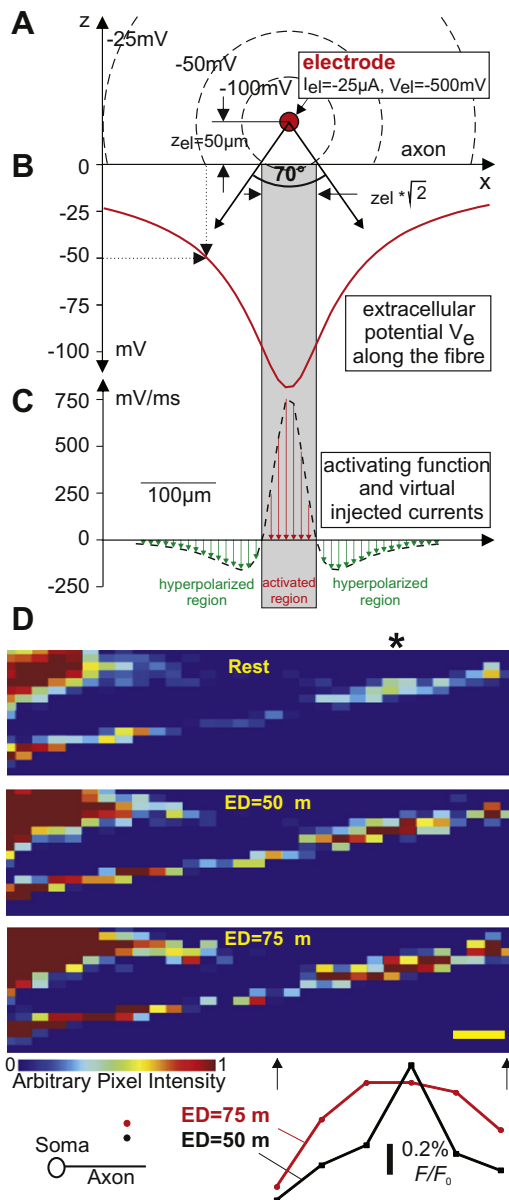 A
z
-25mV
-50mV
-100mV
electrode
Iel=-25µA, Vel=-500mV
zel=50µm
axon
B
0
70°
x
zel *√2
-25
-50
-100
mV
extracellular
potential Ve
along the fibre
C
750
mV/ms
500
250
0
-250
100µm
activating function
and virtual
injected currents
hyperpolarized
region
activated
region
hyperpolarized
region
D
*
Rest
ED=50 m
ED=75 m
0
1
Arbitrary Pixel Intensity
ED=75 m
ED=50 m
Soma
Axon
0.2%
F/F0